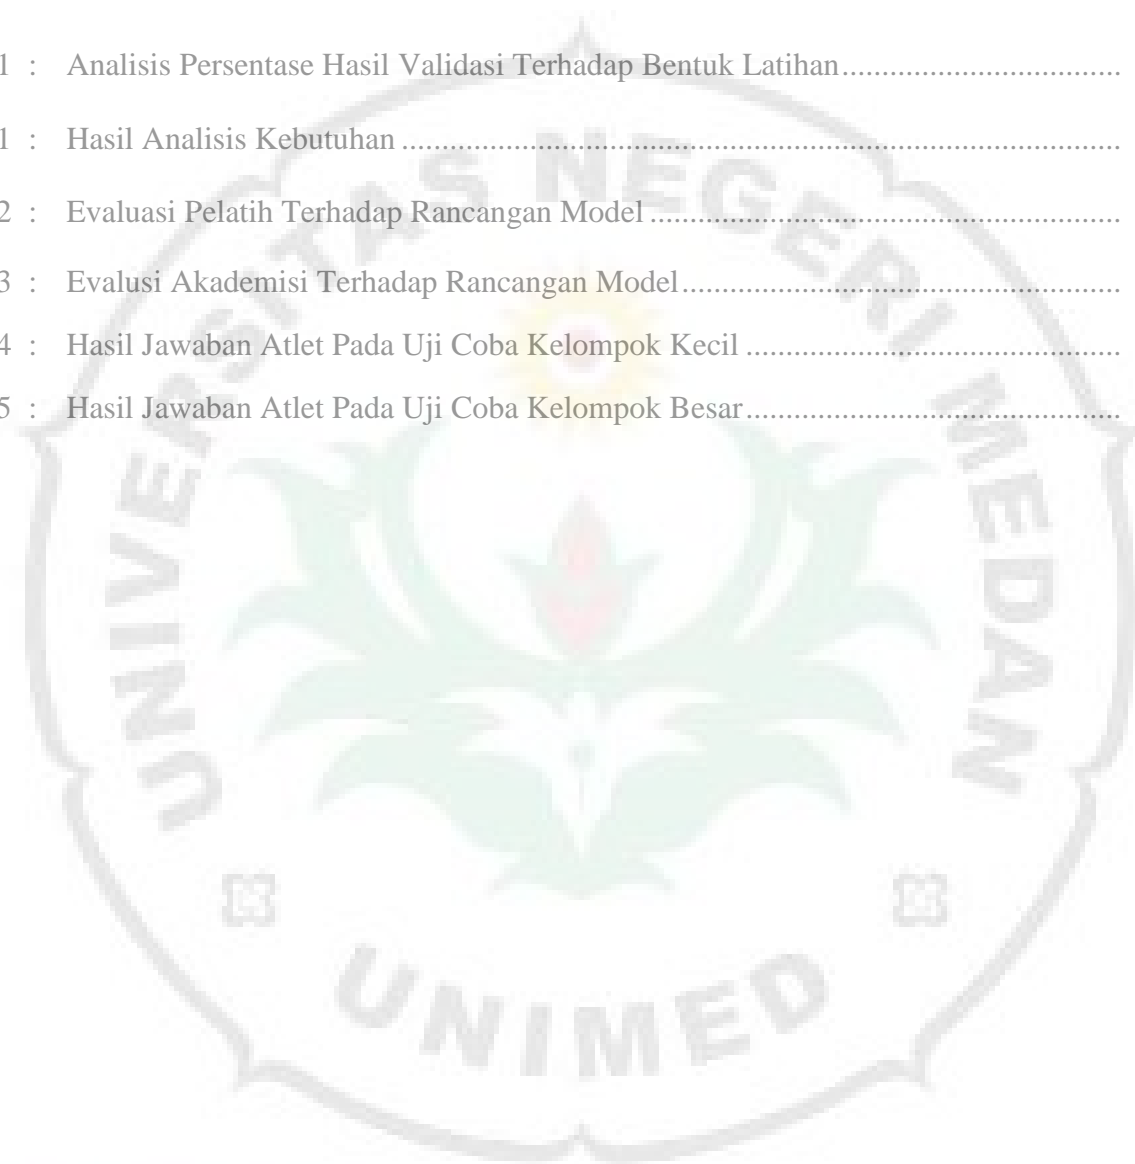 1 : Analisis Persentase Hasil Validasi Terhadap Bentuk Latihan..................................
1 : Hasil Analisis Kebutuhan ........................................................................................
2 : Evaluasi Pelatih Terhadap Rancangan Model .........................................................
3 : Evalusi Akademisi Terhadap Rancangan Model.....................................................
4 : Hasil Jawaban Atlet Pada Uji Coba Kelompok Kecil .............................................
5 : Hasil Jawaban Atlet Pada Uji Coba Kelompok Besar.............................................
UNIVERSITAS NEGERI MEDAN
UNIMED